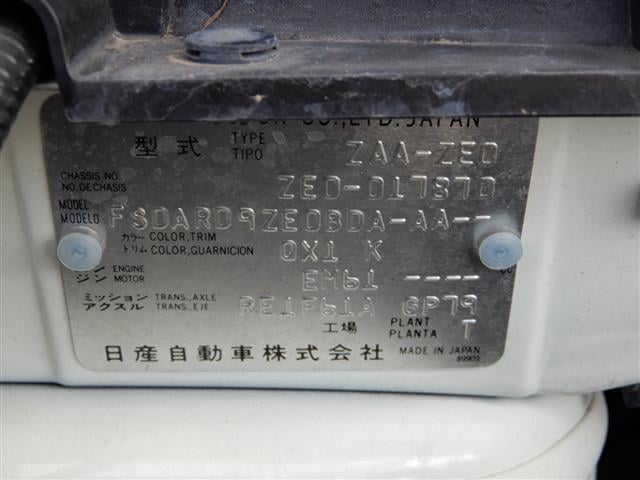 CO.,LTD.JAPAN
型式 TYPE TIPO ZAA-ZE0
CHASSIS NO. NO.DE CHASIS ZE0-017870
MODEL MODELO FSDARD9ZE0BDA-AA--
カラー COLOR,TRIM
トリム COLOR,GUARNICION QX1 K
ENGINE
ジン MOTOR EM61 ----
ミッション TRANS.,AXLE
アクスル TRANS.,EJE RE1F61A GP79
工場 PLANT PLANTA T
日産自動車株式会社 MADE IN JAPAN
89909